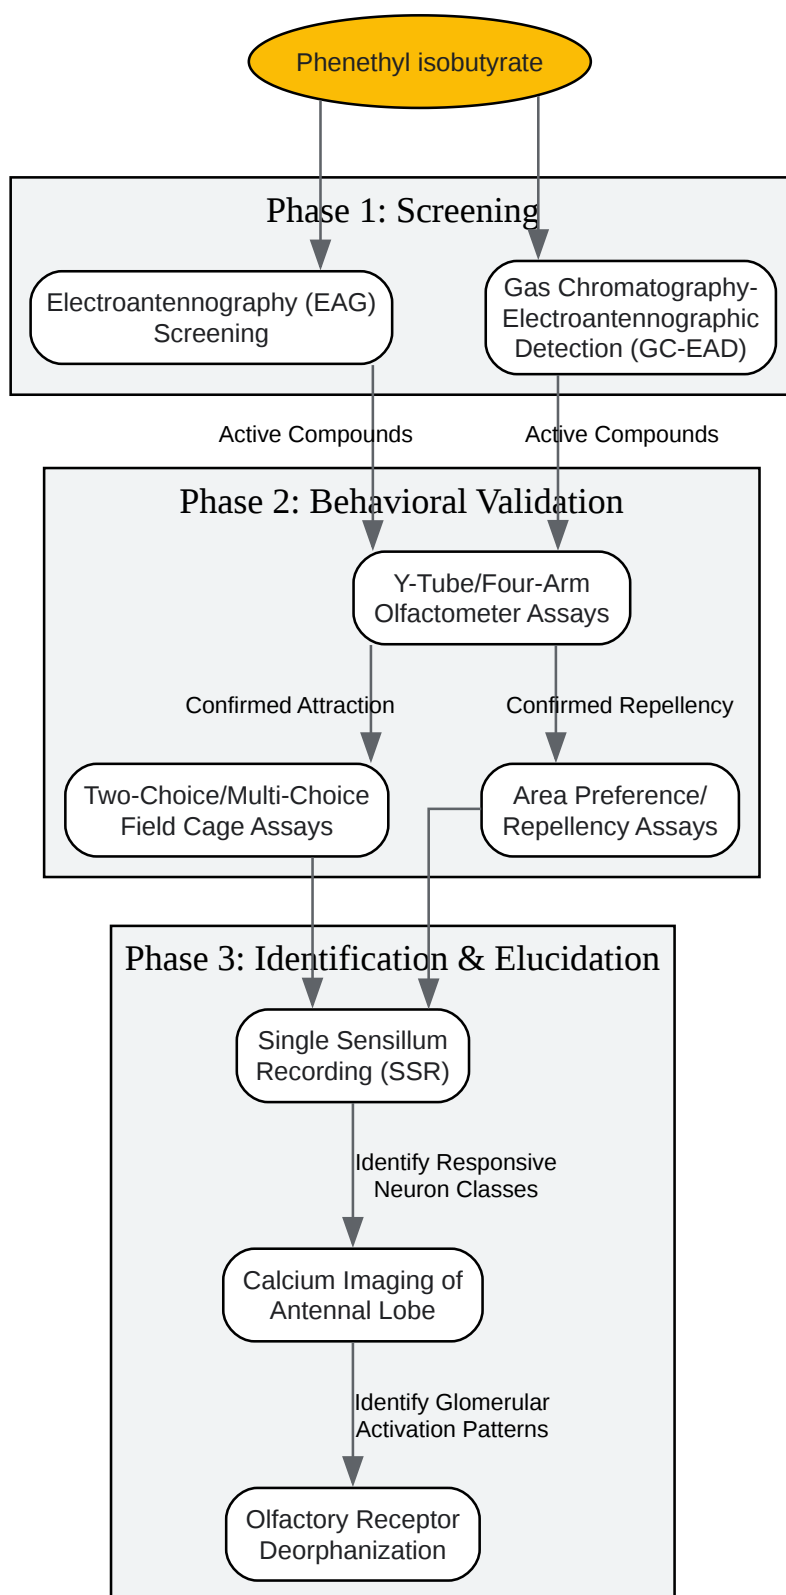 Phenethyl isobutyrate
Phase 1: Screening
Electroantennography (EAG)
Screening
Gas Chromatography-
Electroantennographic
Detection (GC-EAD)
Active Compounds
Active Compounds
Phase 2: Behavioral Validation
Y-Tube/Four-Arm
Olfactometer Assays
Confirmed Attraction
Confirmed Repellency
Two-Choice/Multi-Choice
Field Cage Assays
Area Preference/
Repellency Assays
Phase 3: Identification & Elucidation
Single Sensillum
Recording (SSR)
Identify Responsive
Neuron Classes
Calcium Imaging of
Antennal Lobe
Identify Glomerular
Activation Patterns
Olfactory Receptor
Deorphanization